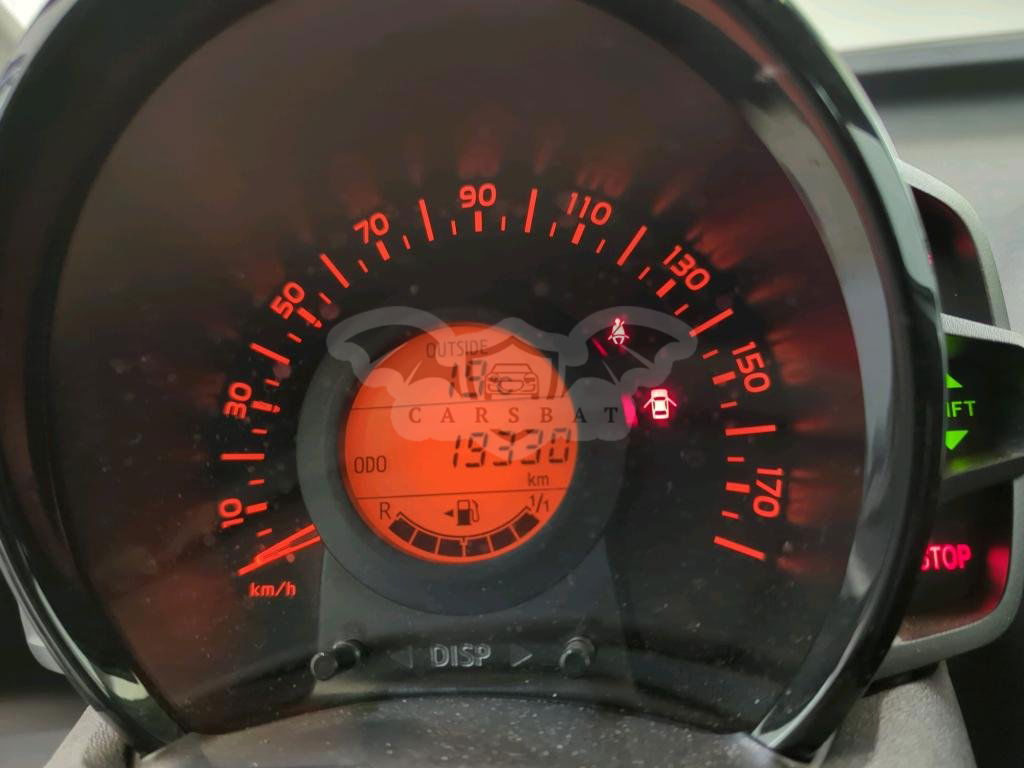 10
30
50
70
90
110
130
150
170
km/h
OUTSIDE
CARSBAT
ODO 19330
km
R 1/1
DISP
STOP